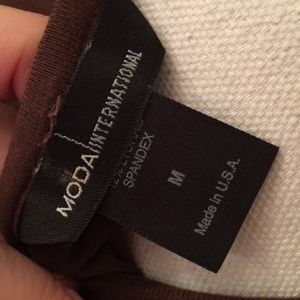 MODA INTERNATIONAL
SPANDEX
M
Made in U.S.A.